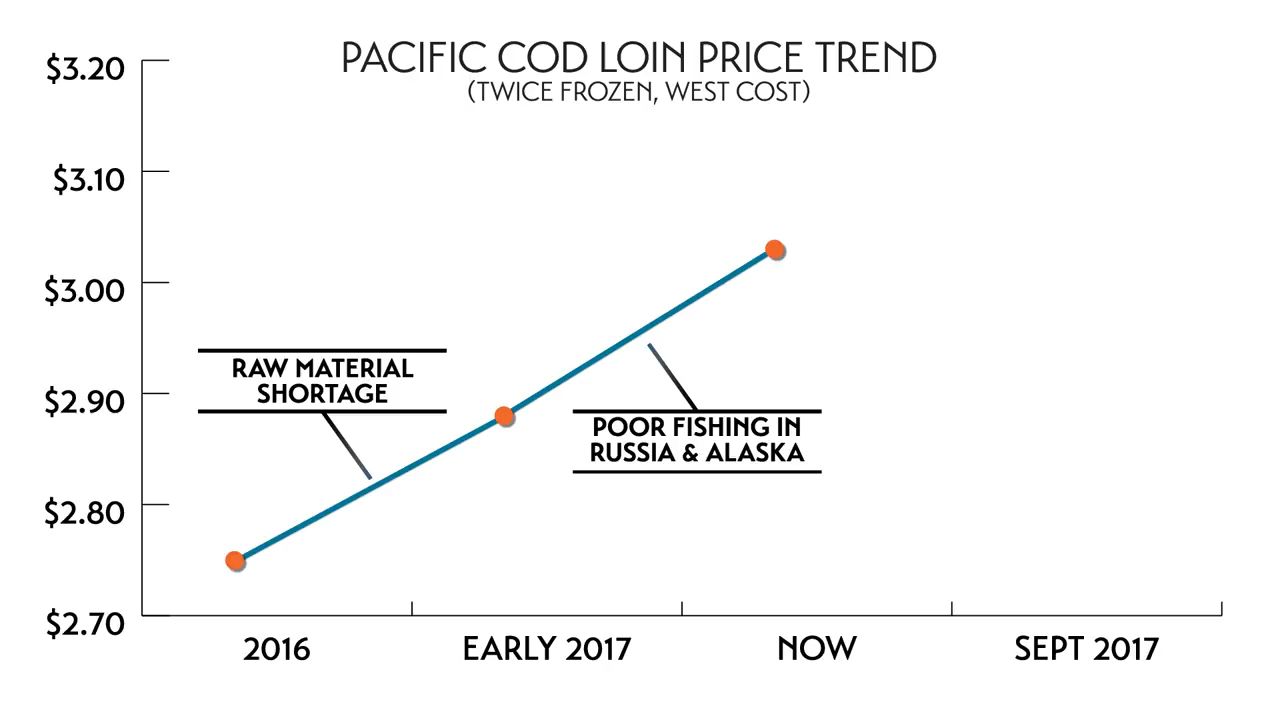 PACIFIC COD LOIN PRICE TREND
(TWICE FROZEN, WEST COST)
$3.20
$3.10
$3.00
$2.90
$2.80
$2.70
RAW MATERIAL
SHORTAGE
POOR FISHING IN
RUSSIA & ALASKA
2016
EARLY 2017
NOW
SEPT 2017